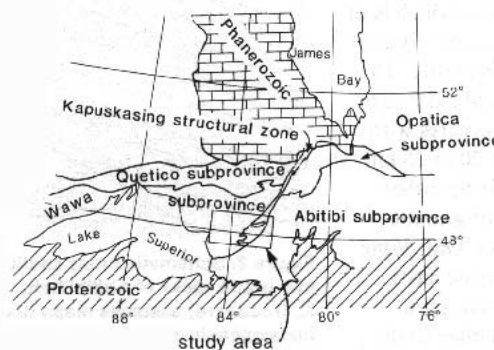 Phanerozoic
James
Bay
52°
Kapuskasing structural zone
Opatica
subprovince
Quetico subprovince
Wawa
subprovince
Abitibi subprovince
Lake
Superior
48°
Proterozoic
88°
84°
80°
76°
study area